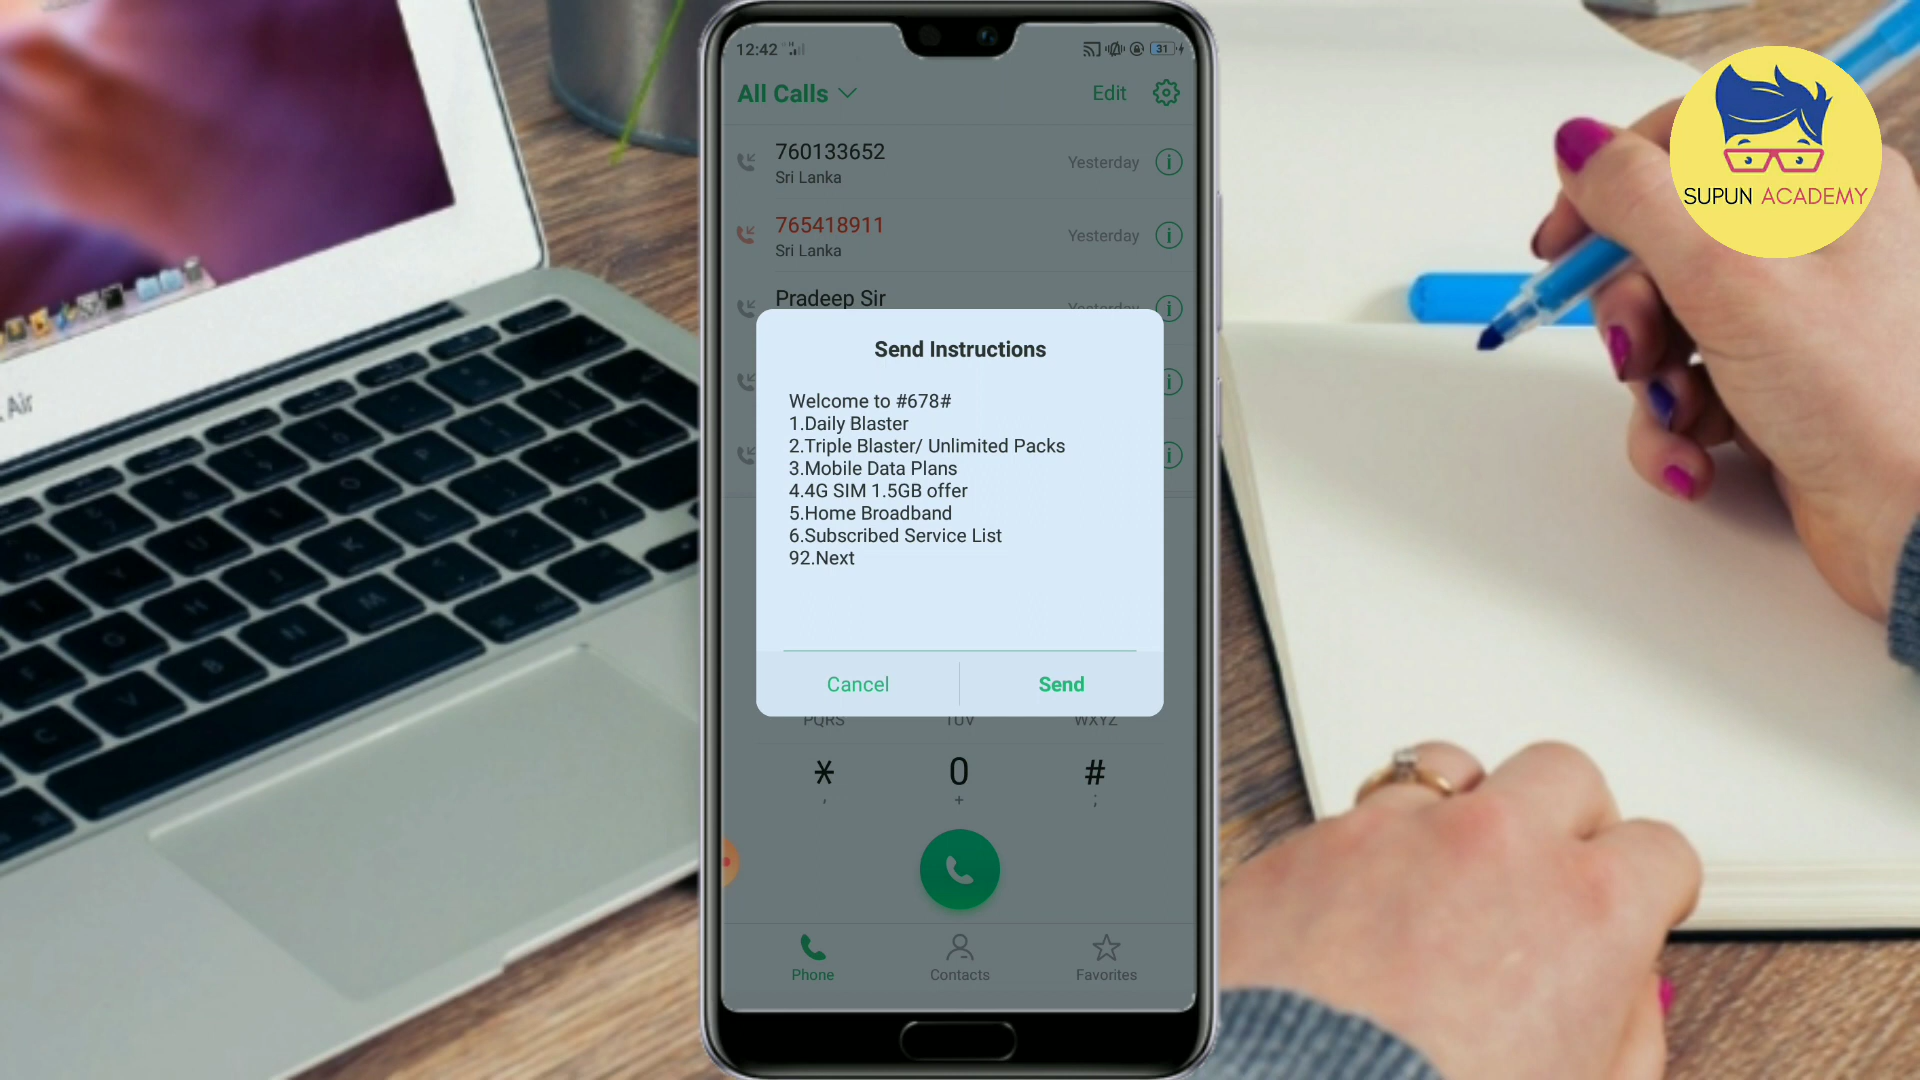 12:42
31
All Calls
Edit
760133652
Yesterday
Sri Lanka
765418911
Yesterday
Sri Lanka
Pradeep Sir
Yesterday
Send Instructions
Welcome to #678#
1.Daily Blaster
2.Triple Blaster/ Unlimited Packs
3.Mobile Data Plans
4.4G SIM 1.5GB offer
5.Home Broadband
6.Subscribed Service List
92.Next
Cancel
Send
PQRS
TUV
WXYZ
* 0 #
, + ;
Phone
Contacts
Favorites
SUPUN ACADEMY
Air